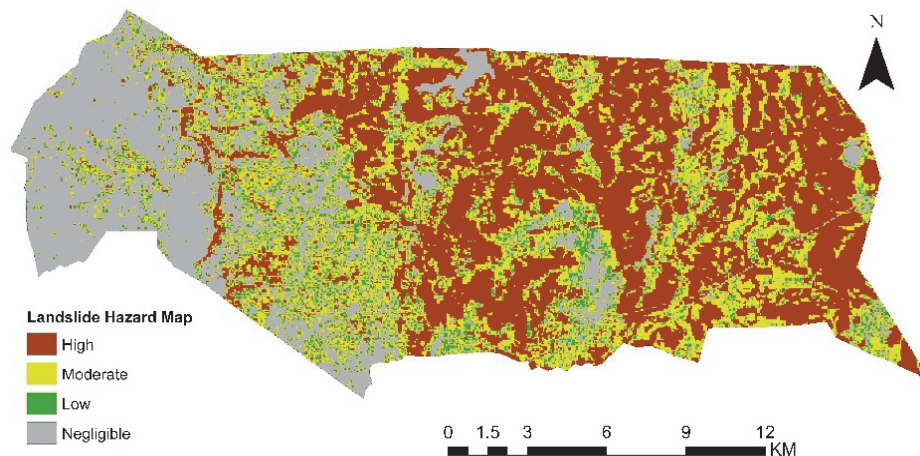 N
Landslide Hazard Map
High
Moderate
Low
Negligible
0 1.5 3 6 9 12
KM